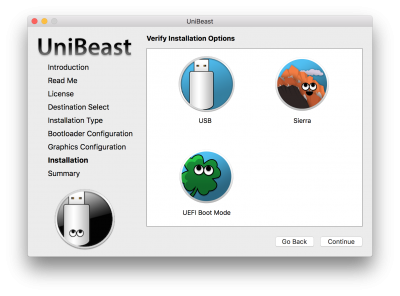 UniBeast
UniBeast
Verify Installation Options
Introduction
Read Me
License
Destination Select
Installation Type
Bootloader Configuration
Graphics Configuration
Installation
Summary
USB
Sierra
UEFI Boot Mode
Go Back
Continue